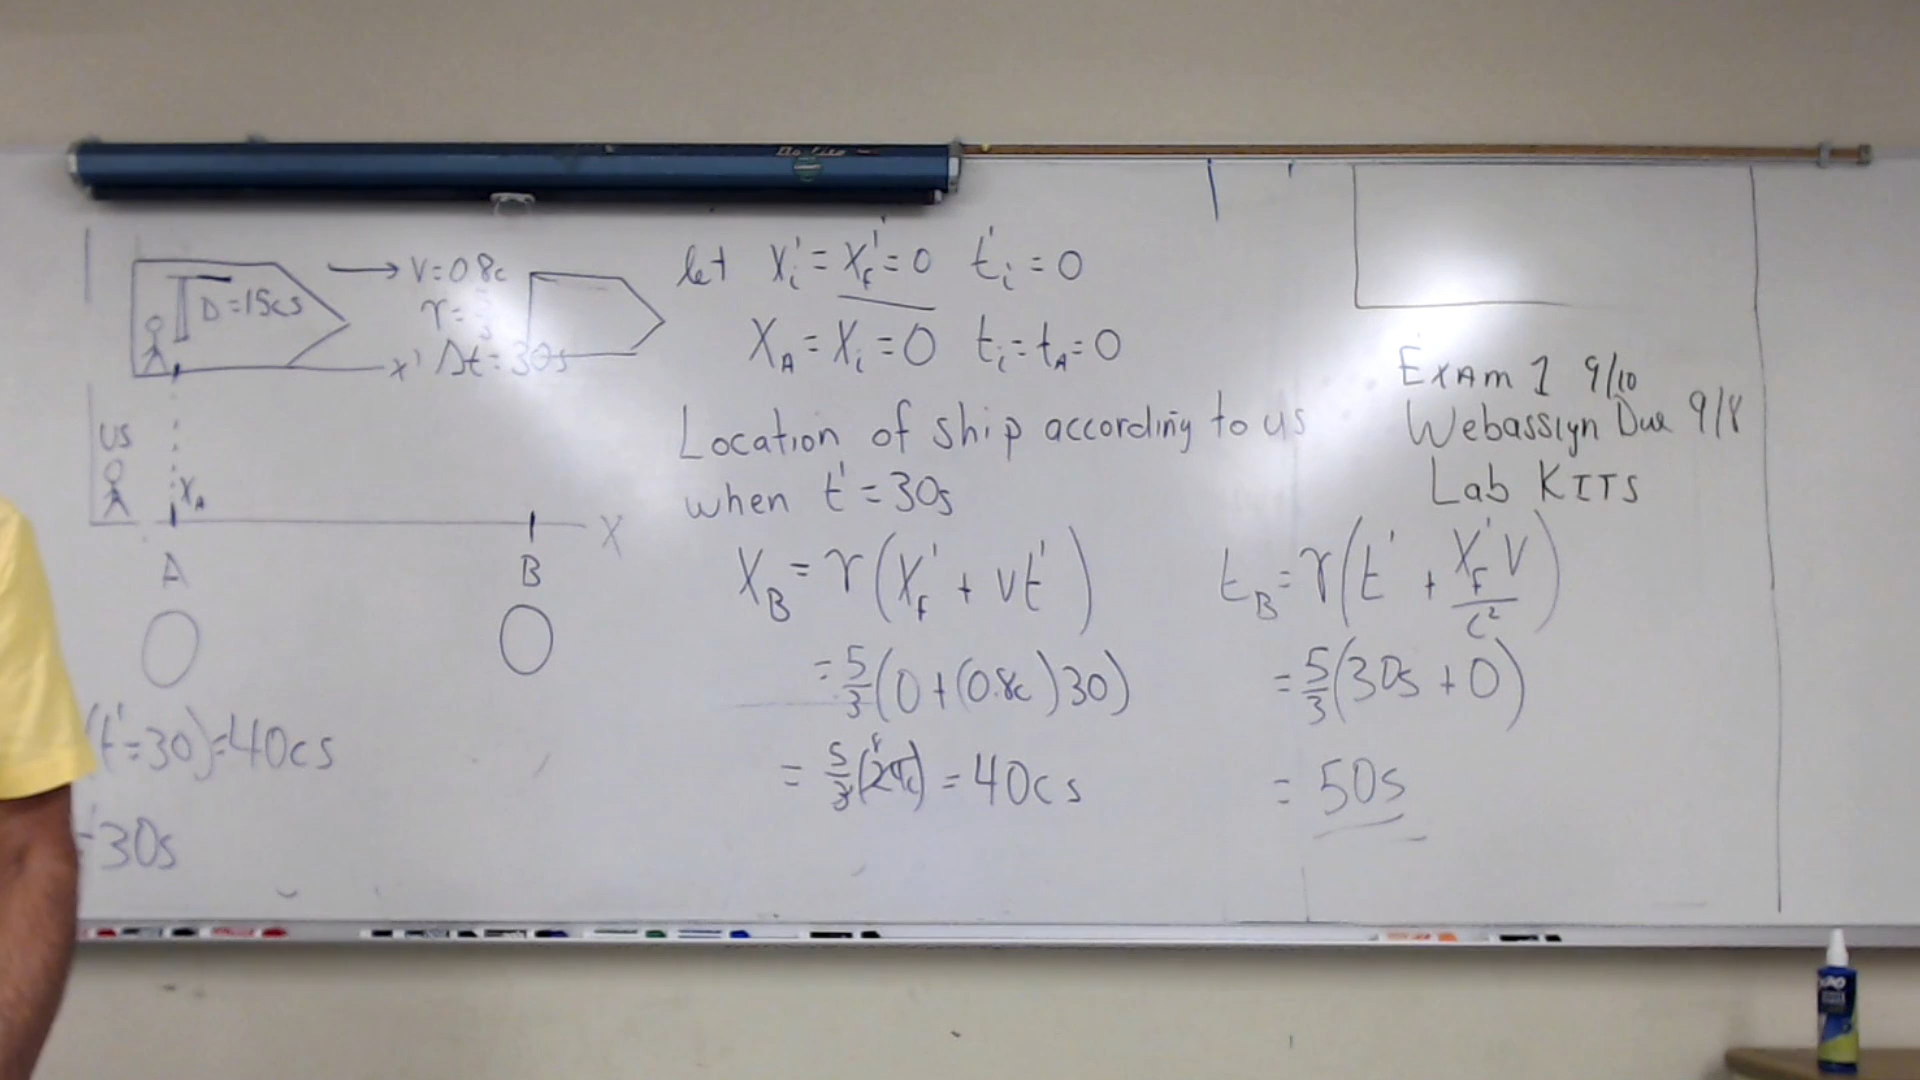 D=15cs
→ V=0.8c
γ=5/3
x' Δt'=30s
US
X_A
X
A
B
(t'=30)=40cs
30s
let X'_i = X'_f = 0 t'_i = 0
X_A = X_i = 0 t_i = t_A = 0
Location of ship according to us
when t' = 30s
X_B = γ(X'_f + vt')
= 5/3(0+(0.8c)30)
= 5/3(24c) = 40cs
t_B = γ(t' + X'_f V/c²)
= 5/3(30s + 0)
= 50s
Exam 1 9/10
Webassign Due 9/8
Lab KITS